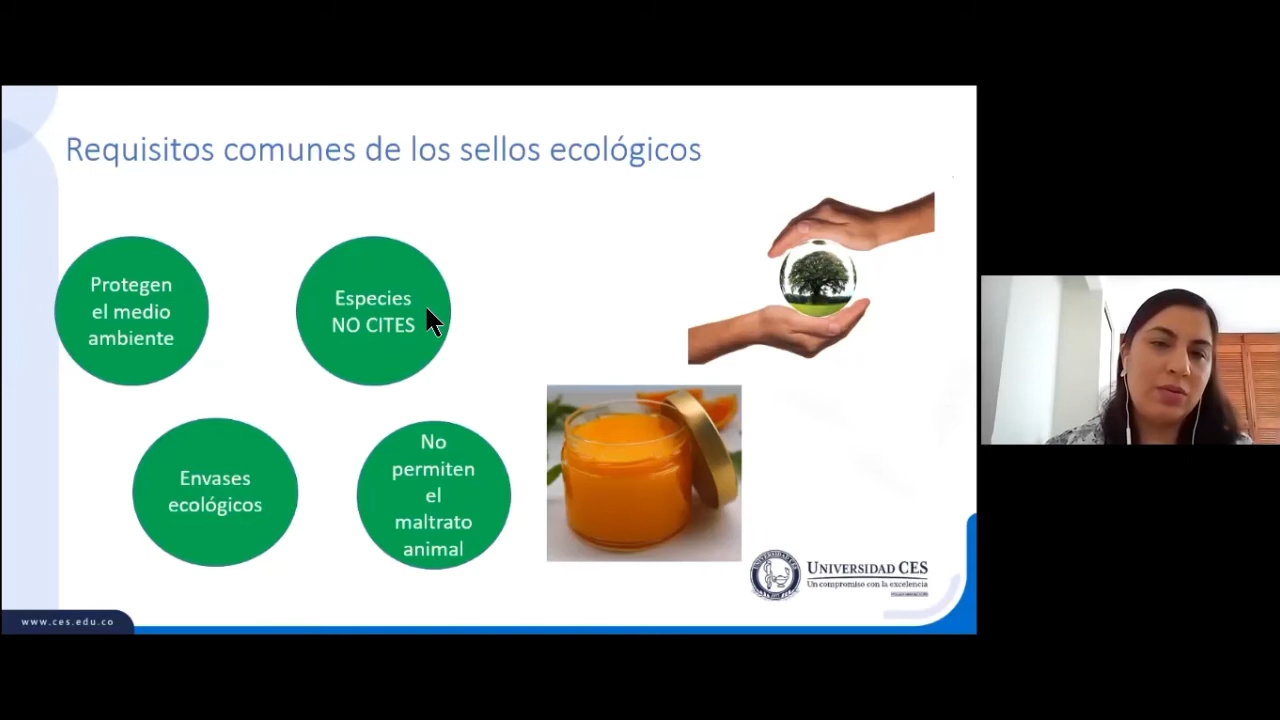 Requisitos comunes de los sellos ecológicos
Protegen
el medio
ambiente
Especies
NO CITES
Envases
ecológicos
No
permiten
el
maltrato
animal
UNIVERSIDAD CES
Un compromiso con la excelencia
www.ces.edu.co